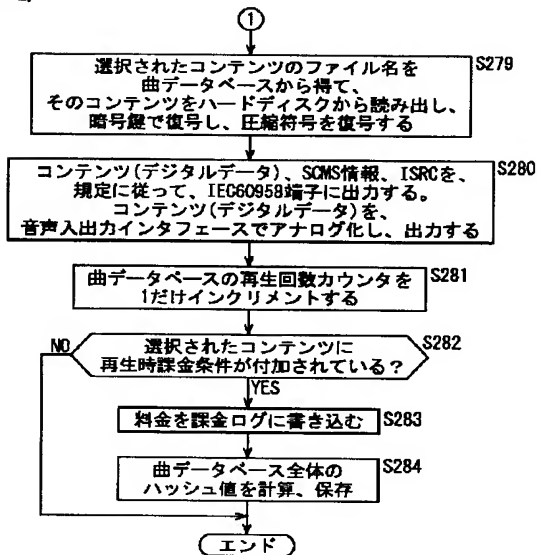 ①
選択されたコンテンツのファイル名を
曲データベースから得て、
そのコンテンツをハードディスクから読み出し、
暗号鍵で復号し、圧縮符号を復号する
S279
コンテンツ(デジタルデータ)、SCMS情報、ISRCを、
規定に従って、IEC60958端子に出力する。
コンテンツ(デジタルデータ)を、
音声入出力インタフェースでアナログ化し、出力する
S280
曲データベースの再生回数カウンタを
1だけインクリメントする
S281
選択されたコンテンツに
再生時課金条件が付加されている?
S282
NO
YES
料金を課金ログに書き込む
S283
曲データベース全体の
ハッシュ値を計算、保存
S284
エンド